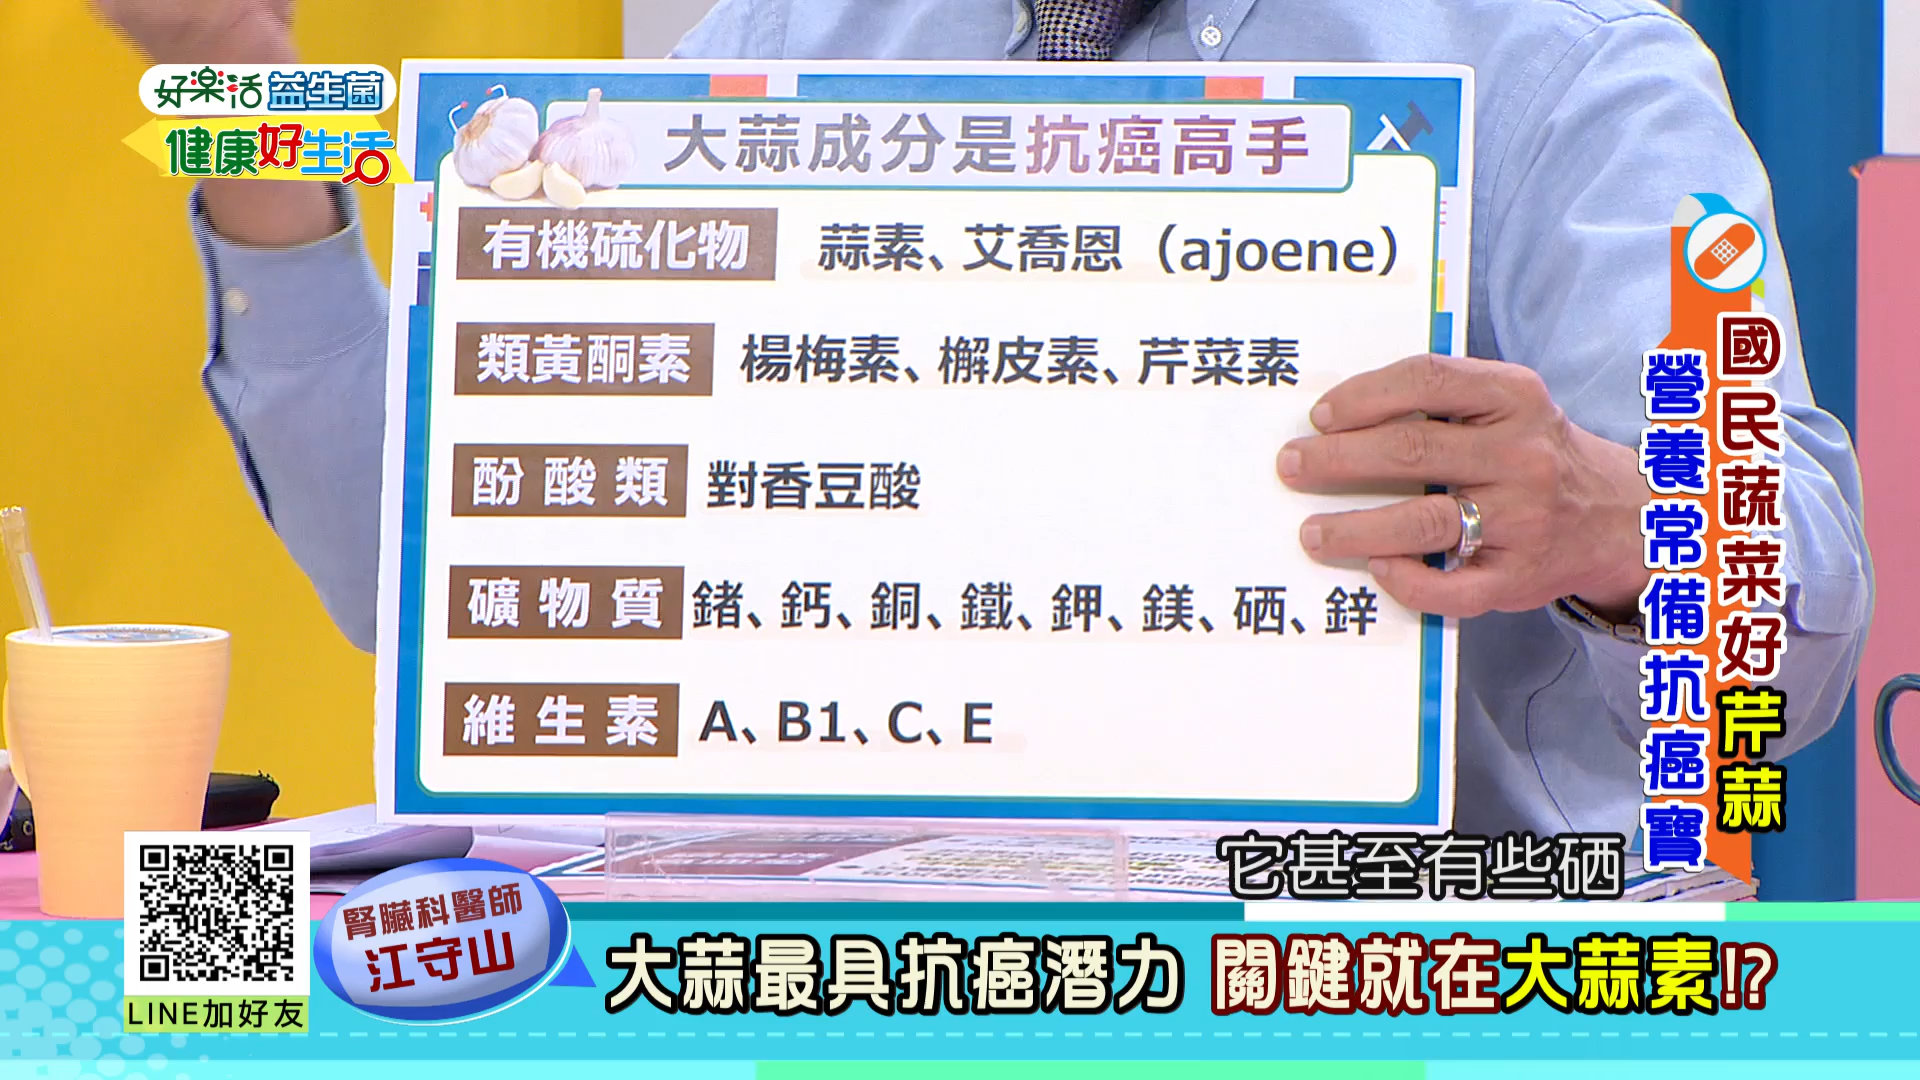 好樂活益生菌
健康好生活
大蒜成分是抗癌高手
有機硫化物 蒜素、艾喬恩（ajoene）
類黃酮素 楊梅素、檞皮素、芹菜素
酚酸類 對香豆酸
礦物質 鍺、鈣、銅、鐵、鉀、鎂、硒、鋅
維生素 A、B1、C、E
國民蔬菜好芹蒜
營養常備抗癌寶
它甚至有些硒
LINE加好友
腎臟科醫師
江守山
大蒜最具抗癌潛力 關鍵就在大蒜素!?